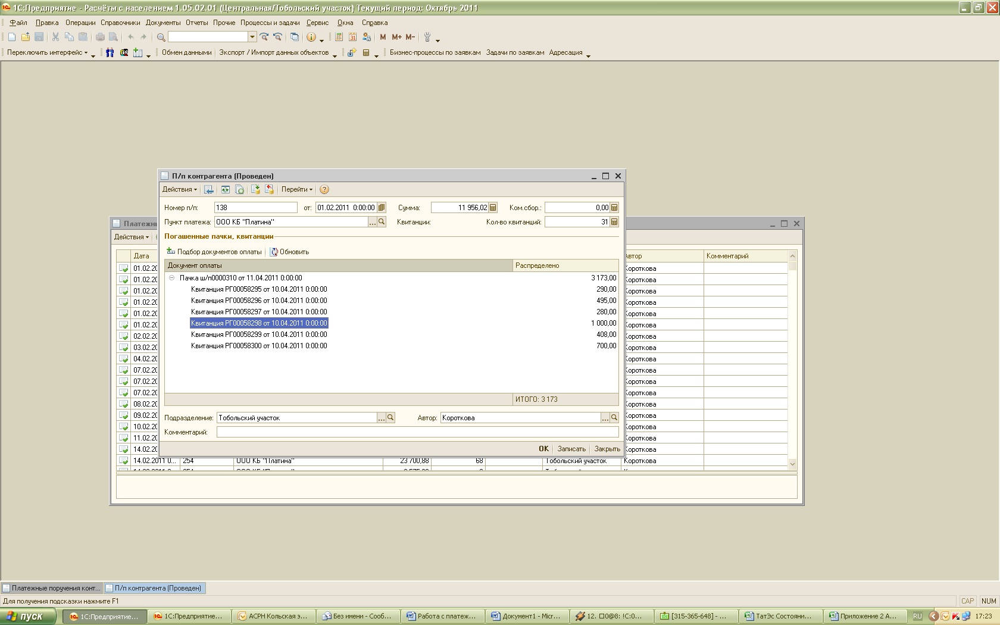 1С:Предприятие - Расчёты с населением 1.05.02.01 (Центральная/Тобольский участок) Текущий период: Октябрь 2011
Файл Правка Операции Справочники Документы Отчеты Прочие Процессы и задачи Сервис Окна Справка
M M+ M-
Переключить интерфейс Обмен данными Экспорт / Импорт данных объектов Бизнес-процессы по заявкам Задачи по заявкам Адресация
П/п контрагента (Проведен)
Действия Перейти
Номер п/п: 138 от: 01.02.2011 0:00:00 Сумма: 11 956,02 Ком.сбор.: 0,00
Пункт платежа: ООО КБ "Платина" Квитанции: Кол-во квитанций: 31
Погашенные пачки, квитанции
Подбор документов оплаты Обновить
Документ оплаты Распределено
Пачка ш/п0000310 от 11.04.2011 0:00:00 3 173,00
Квитанция РГ00058295 от 10.04.2011 0:00:00 290,00
Квитанция РГ00058296 от 10.04.2011 0:00:00 495,00
Квитанция РГ00058297 от 10.04.2011 0:00:00 280,00
Квитанция РГ00058298 от 10.04.2011 0:00:00 1 000,00
Квитанция РГ00058299 от 10.04.2011 0:00:00 408,00
Квитанция РГ00058300 от 10.04.2011 0:00:00 700,00
ИТОГО: 3 173
Подразделение: Тобольский участок Автор: Короткова
Комментарий:
OK Записать Закрыть
Платежны
Действия
Дата Автор Комментарий
01.02.20 Короткова
01.02.20 Короткова
01.02.20 Короткова
01.02.20 Короткова
01.02.20 Короткова
01.02.20 Короткова
02.02.20 Короткова
03.02.20 Короткова
04.02.20 Короткова
07.02.20 Короткова
07.02.20 Короткова
07.02.20 Короткова
08.02.20 Короткова
09.02.20 Короткова
10.02.20 Короткова
11.02.20 Короткова
14.02.20 Короткова
14.02.2011 0... 254 ООО КБ "Платина" 23 700,88 68 Тобольский участок Короткова
Платежные поручения конт... П/п контрагента (Проведен)
Для получения подсказки нажмите F1 CAP NUM
пуск 1С:Предприятие... 1С:Предприятие... АСРН Кольская э... Без имени - Сооб... Работа с платеж... Документ1 - Micr... 12. □0@8: !C:0... [315-365-648] - ... ТатЭс Состояни... Приложение 2 А... RU 17:23